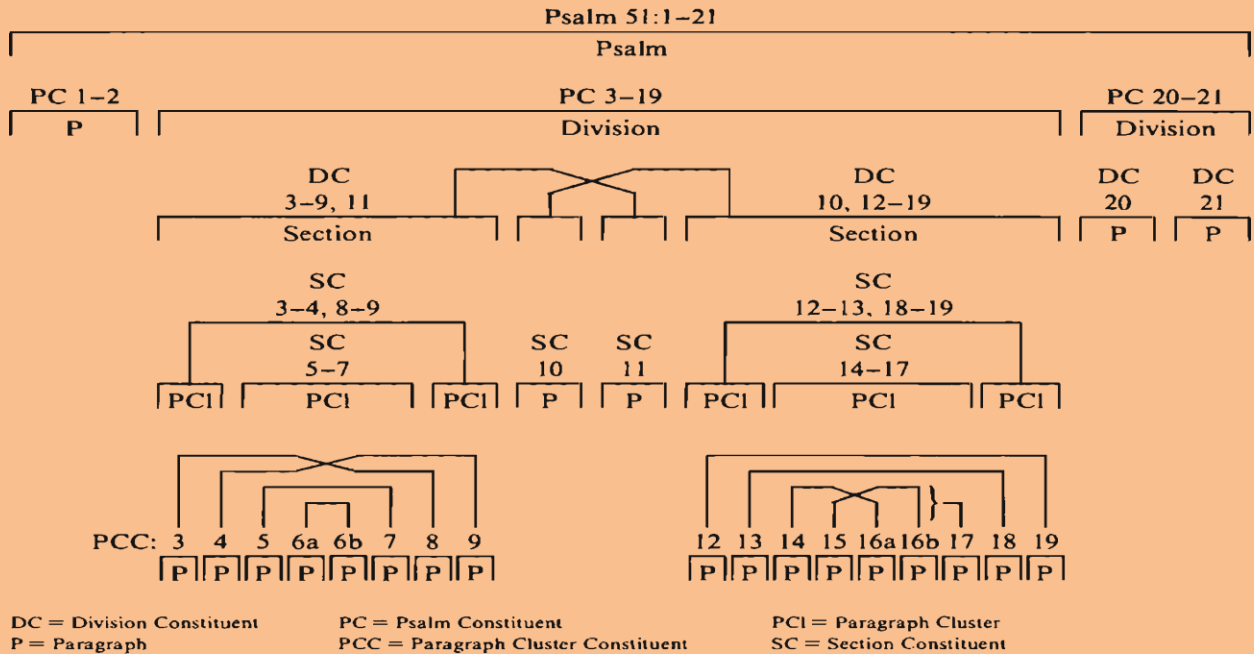 Psalm 51:1–21
Psalm
PC 1–2 PC 3–19 PC 20–21
P Division Division
DC DC DC DC
3–9, 11 10, 12–19 20 21
Section Section P P
SC SC
3–4, 8–9 12–13, 18–19
SC SC SC SC
5–7 10 11 14–17
PCl PCl PCl P P PCl PCl PCl
PCC: 3 4 5 6a 6b 7 8 9 12 13 14 15 16a 16b 17 18 19
P P P P P P P P P P P P P P P P P
DC = Division Constituent PC = Psalm Constituent PCl = Paragraph Cluster
P = Paragraph PCC = Paragraph Cluster Constituent SC = Section Constituent